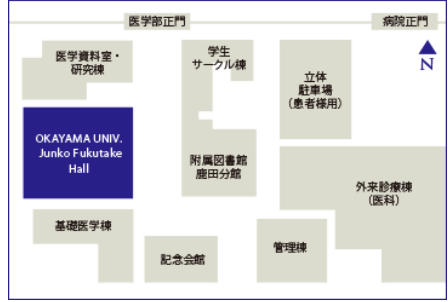 医学部正門
病院正門
医学資料室・
研究棟
学生
サークル棟
立体
駐車場
（患者様用）
N
OKAYAMA UNIV.
Junko Fukutake
Hall
附属図書館
鹿田分館
外来診療棟
（医科）
基礎医学棟
記念会館
管理棟